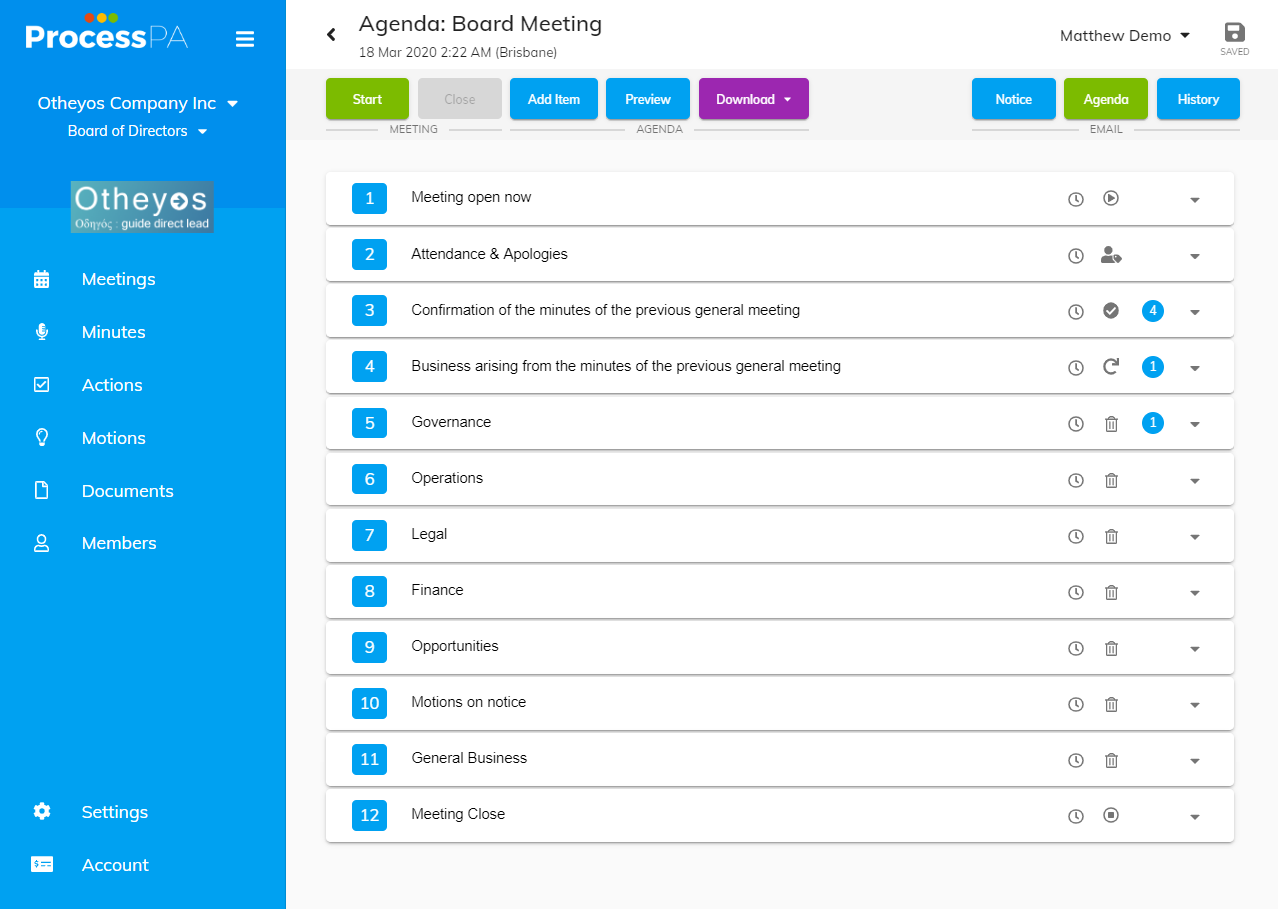 ProcessPA
Otheyos Company Inc
Board of Directors
Otheyos
Οδηγός : guide direct lead
Meetings
Minutes
Actions
Motions
Documents
Members
Settings
Account
Agenda: Board Meeting
18 Mar 2020 2:22 AM (Brisbane)
Matthew Demo
SAVED
Start
Close
Add Item
Preview
Download
Notice
Agenda
History
MEETING
AGENDA
EMAIL
1 Meeting open now
2 Attendance & Apologies
3 Confirmation of the minutes of the previous general meeting 4
4 Business arising from the minutes of the previous general meeting 1
5 Governance 1
6 Operations
7 Legal
8 Finance
9 Opportunities
10 Motions on notice
11 General Business
12 Meeting Close